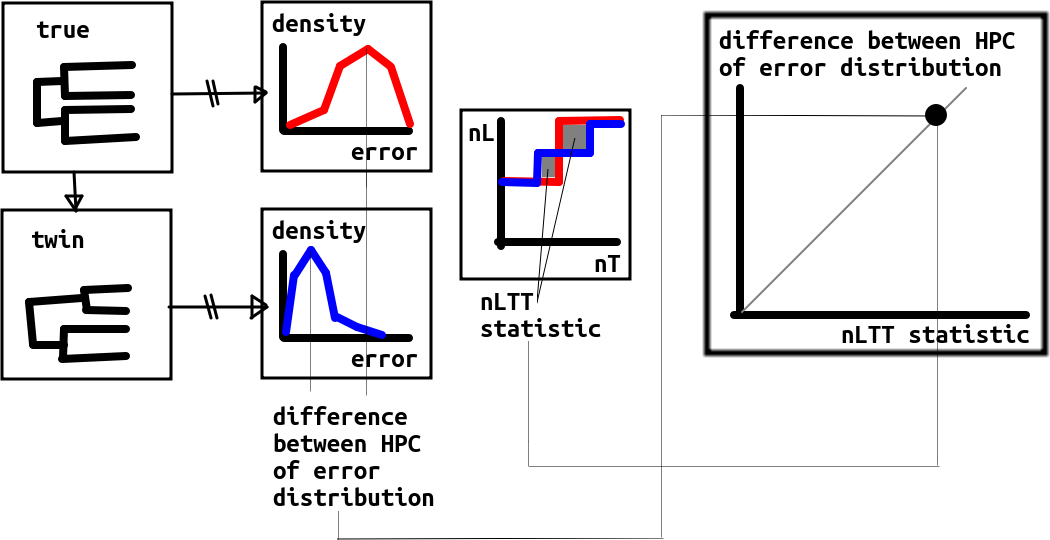 true
density
error
twin
density
error
difference
between HPC
of error
distribution
nL
nT
nLTT
statistic
difference between HPC
of error distribution
nLTT statistic